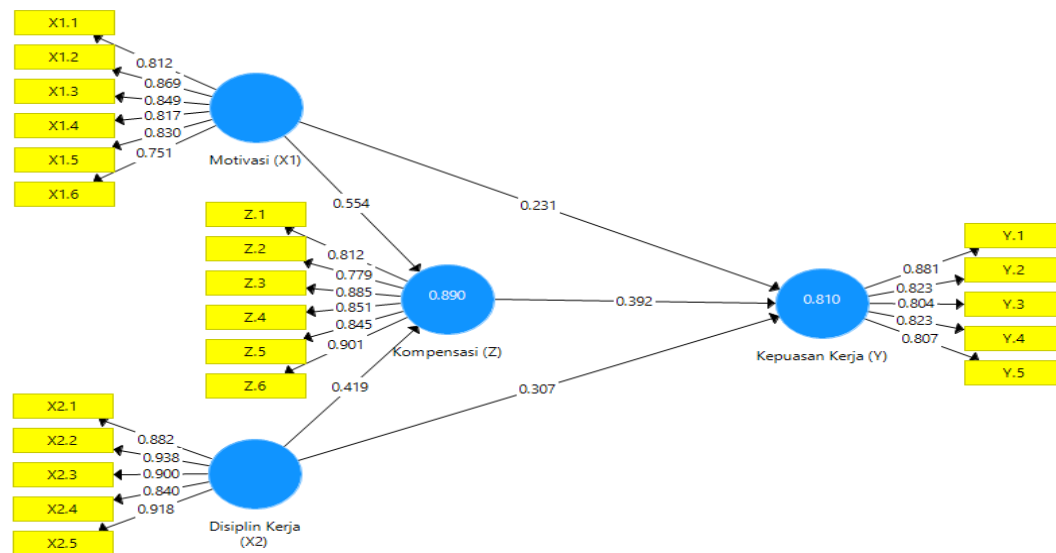 X1.1
X1.2
X1.3
X1.4
X1.5
X1.6
0.812
0.869
0.849
0.817
0.830
0.751
Motivasi (X1)
0.554
0.231
Z.1
Z.2
Z.3
Z.4
Z.5
Z.6
0.812
0.779
0.885
0.851
0.845
0.901
0.890
Kompensasi (Z)
0.392
0.419
0.307
0.810
Kepuasan Kerja (Y)
0.881
0.823
0.804
0.823
0.807
Y.1
Y.2
Y.3
Y.4
Y.5
X2.1
X2.2
X2.3
X2.4
X2.5
0.882
0.938
0.900
0.840
0.918
Disiplin Kerja
(X2)